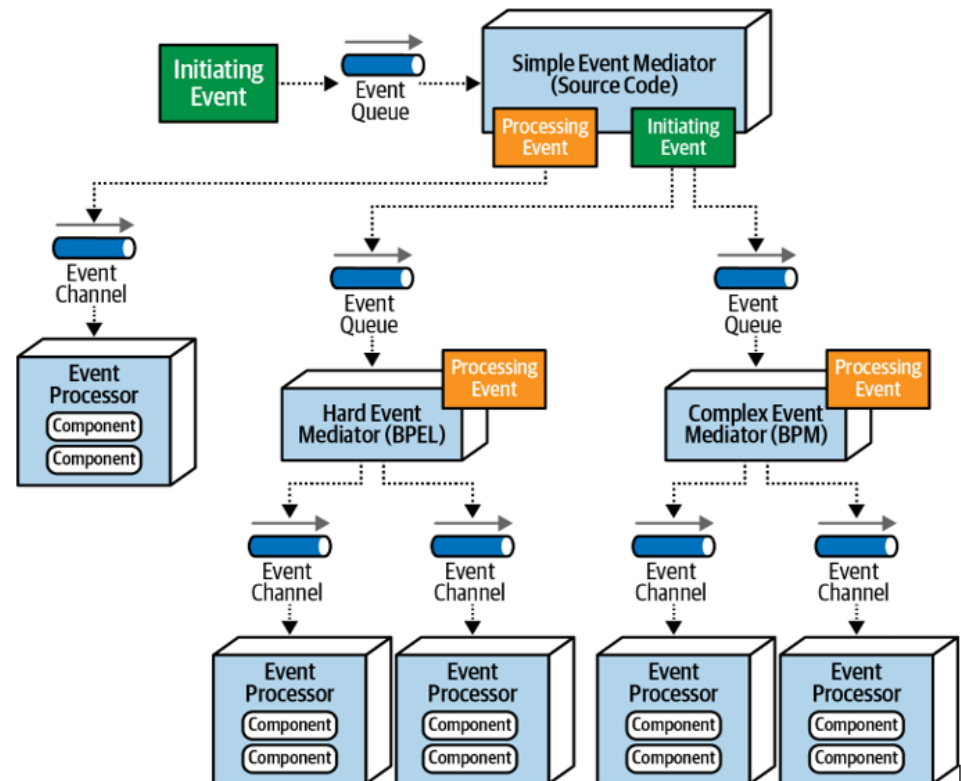 Initiating
Event
Event
Queue
Simple Event Mediator
(Source Code)
Processing
Event
Initiating
Event
Event
Channel
Event
Queue
Event
Queue
Event
Processor
Component
Component
Processing
Event
Hard Event
Mediator (BPEL)
Processing
Event
Complex Event
Mediator (BPM)
Event
Channel
Event
Channel
Event
Channel
Event
Channel
Event
Processor
Component
Component
Event
Processor
Component
Component
Event
Processor
Component
Component
Event
Processor
Component
Component